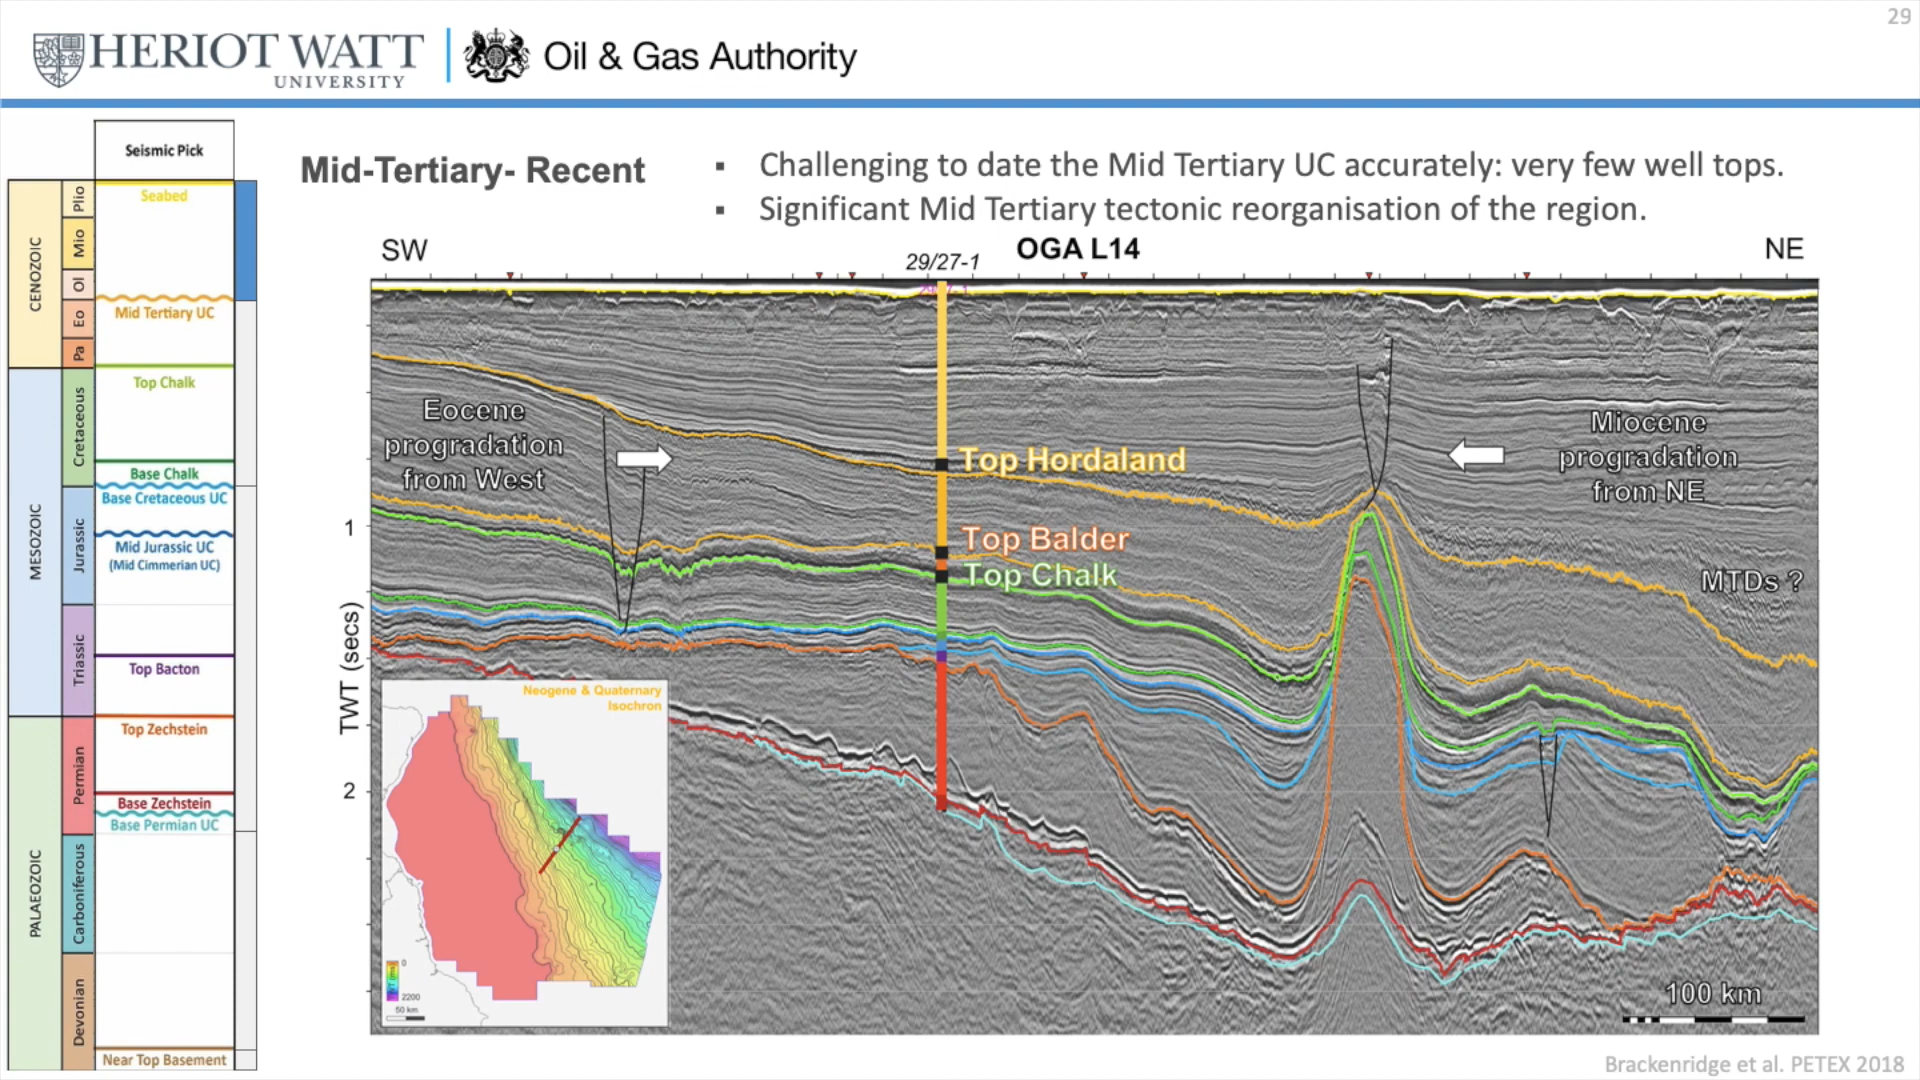 29
HERIOT WATT
UNIVERSITY
Oil & Gas Authority
Seismic Pick
CENOZOIC
MESOZOIC
PALAEOZOIC
Plio
Mio
Ol
Eo
Pa
Cretaceous
Jurassic
Triassic
Permian
Carboniferous
Devonian
Seabed
Mid Tertiary UC
Top Chalk
Base Chalk
Base Cretaceous UC
Mid Jurassic UC
(Mid Cimmerian UC)
Top Bacton
Top Zechstein
Base Zechstein
Base Permian UC
Near Top Basement
Mid-Tertiary- Recent
▪ Challenging to date the Mid Tertiary UC accurately: very few well tops.
▪ Significant Mid Tertiary tectonic reorganisation of the region.
SW
OGA L14
NE
29/27-1
Eocene
progradation
from West
Top Hordaland
Miocene
progradation
from NE
Top Balder
Top Chalk
MTDs ?
1
2
TWT (secs)
Neogene & Quaternary
Isochron
0
2200
50 km
100 km
Brackenridge et al. PETEX 2018